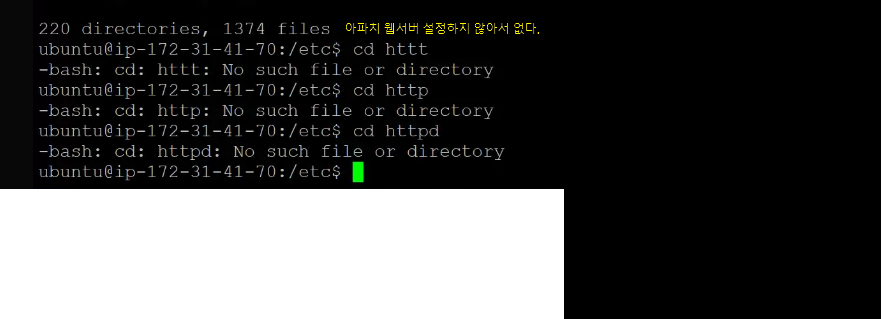 220 directories, 1374 files 아파치 웹서버 설정하지 않아서 없다.
ubuntu@ip-172-31-41-70:/etc$ cd httt
-bash: cd: httt: No such file or directory
ubuntu@ip-172-31-41-70:/etc$ cd http
-bash: cd: http: No such file or directory
ubuntu@ip-172-31-41-70:/etc$ cd httpd
-bash: cd: httpd: No such file or directory
ubuntu@ip-172-31-41-70:/etc$